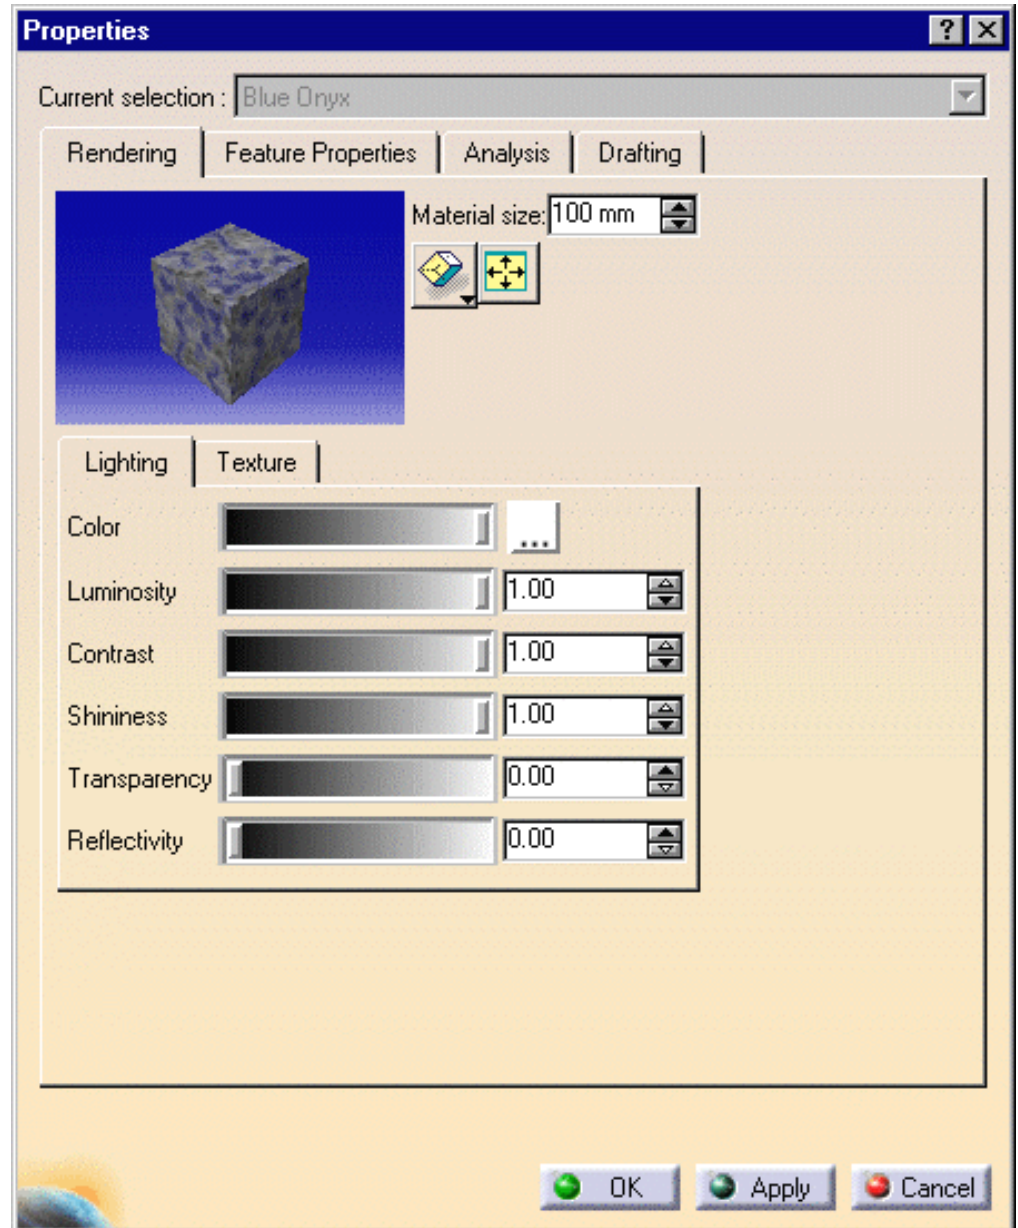 Properties
Current selection : Blue Onyx
Rendering Feature Properties Analysis Drafting
Material size: 100 mm
Lighting Texture
Color ...
Luminosity 1.00
Contrast 1.00
Shininess 1.00
Transparency 0.00
Reflectivity 0.00
OK Apply Cancel